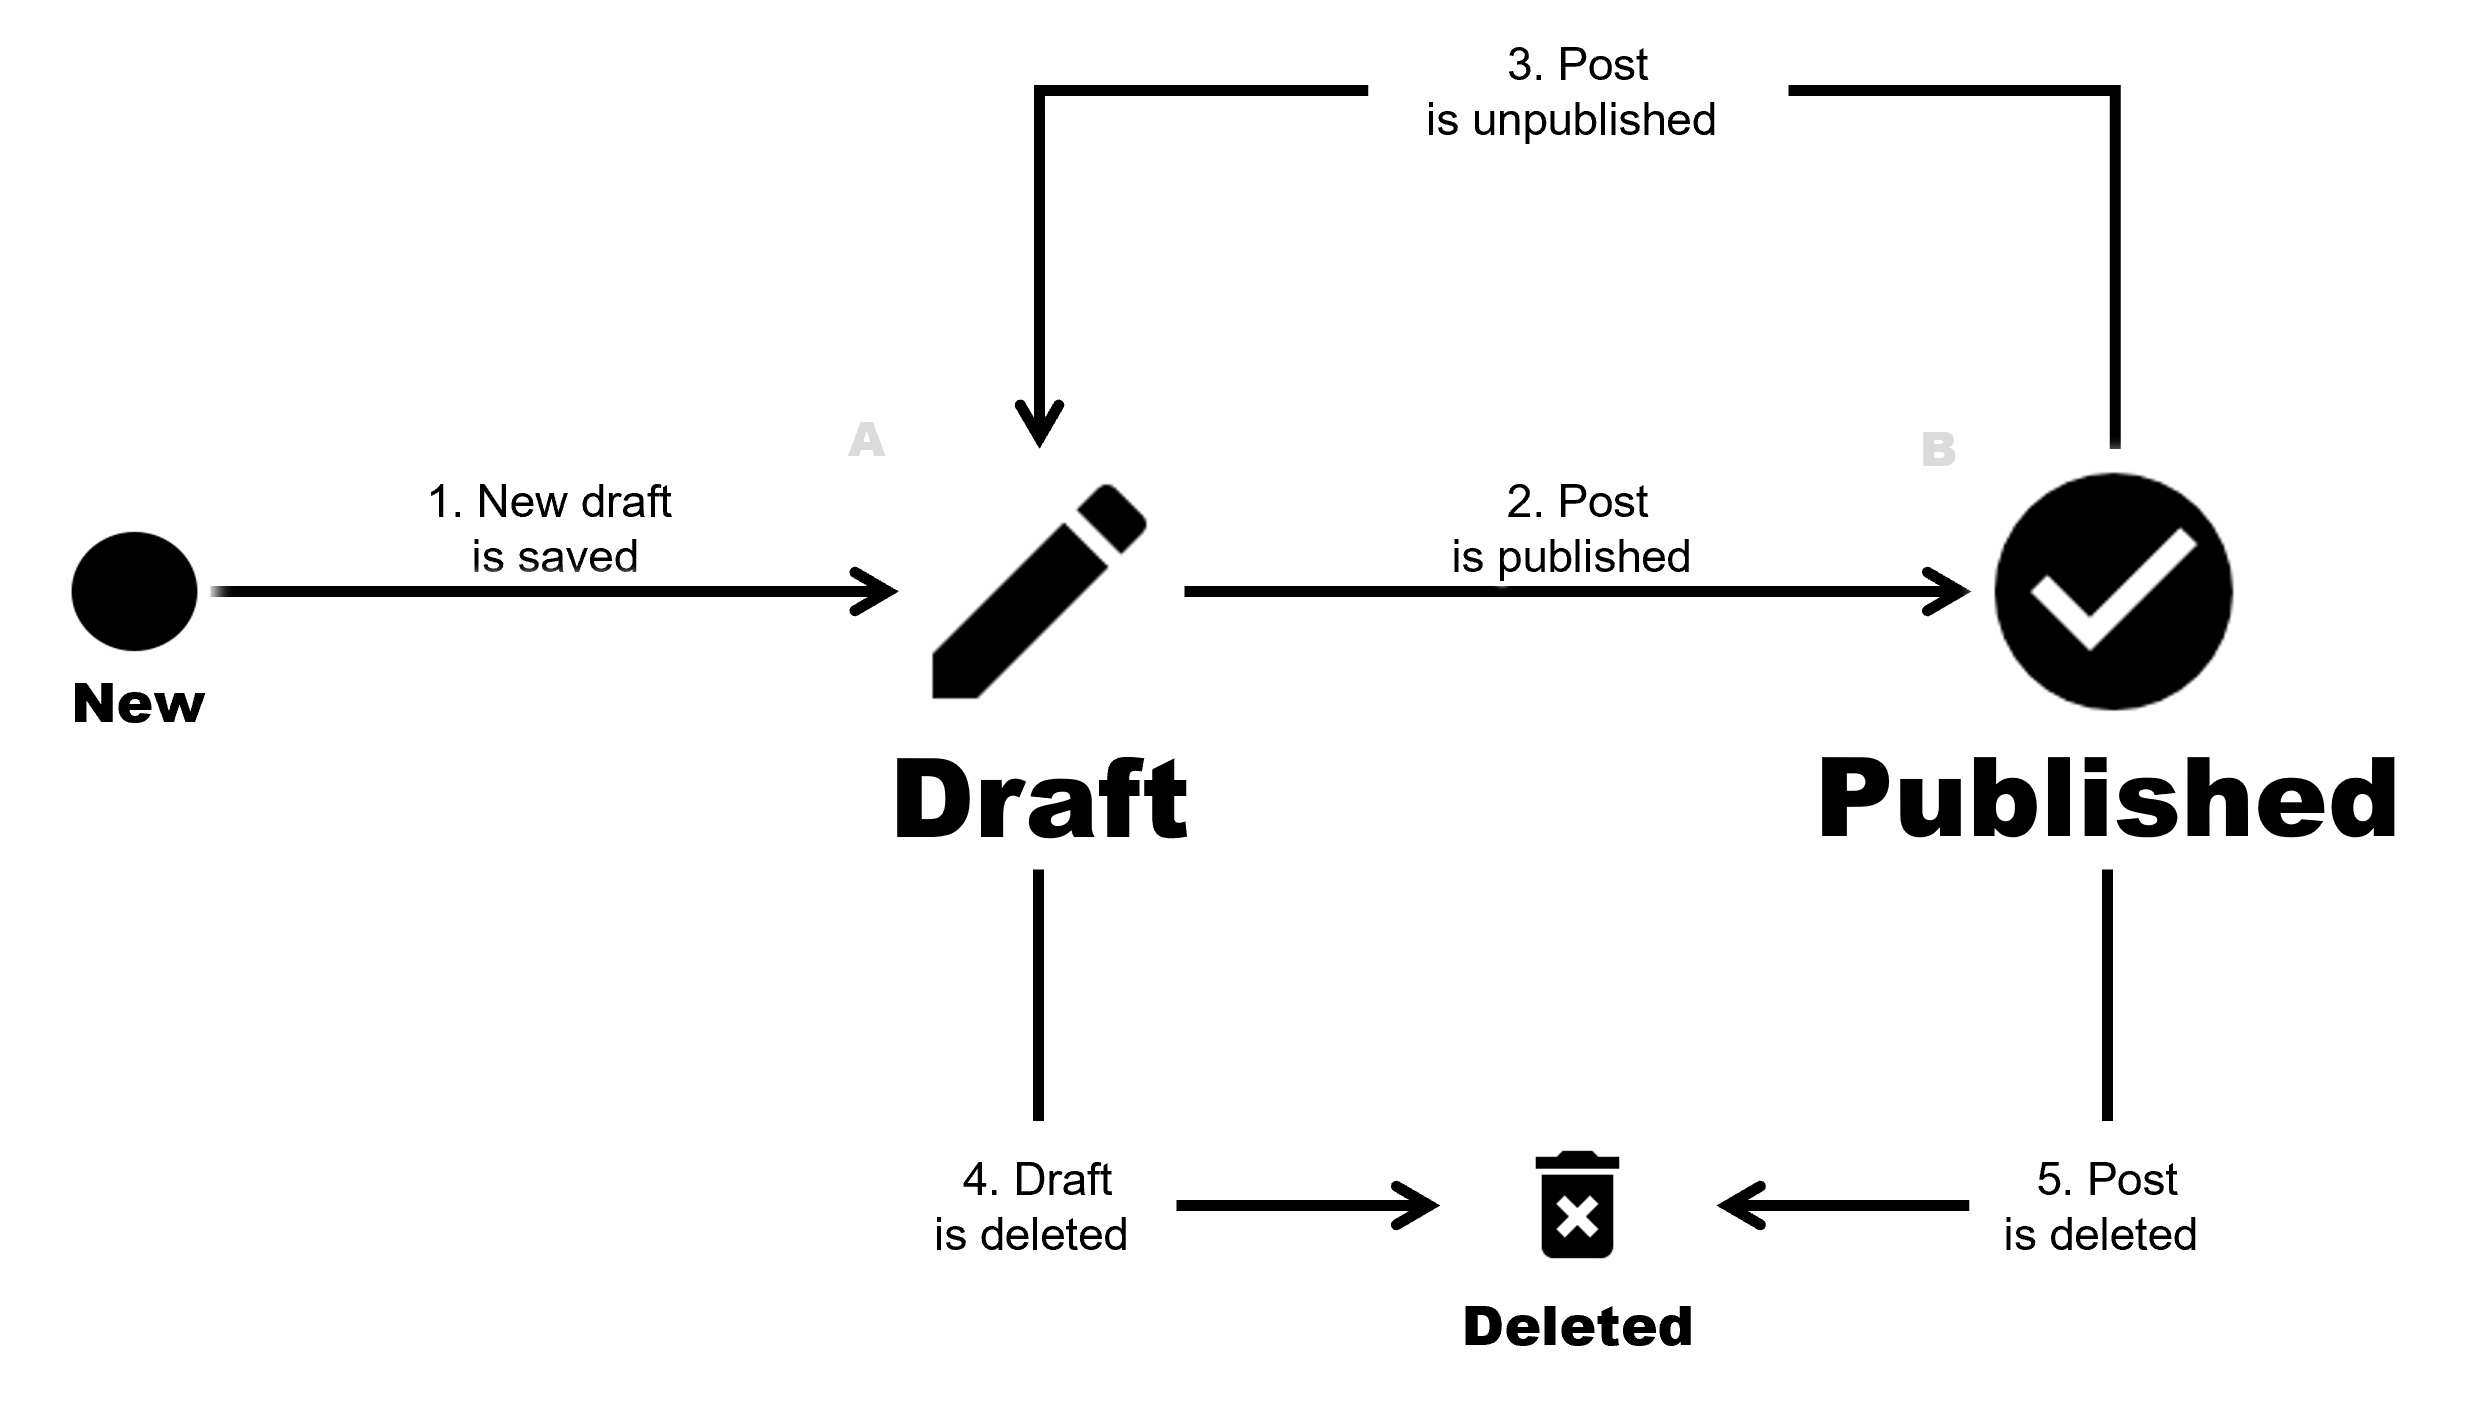 3. Post
is unpublished
A
B
1. New draft
is saved
2. Post
is published
New
Draft
Published
4. Draft
is deleted
5. Post
is deleted
Deleted